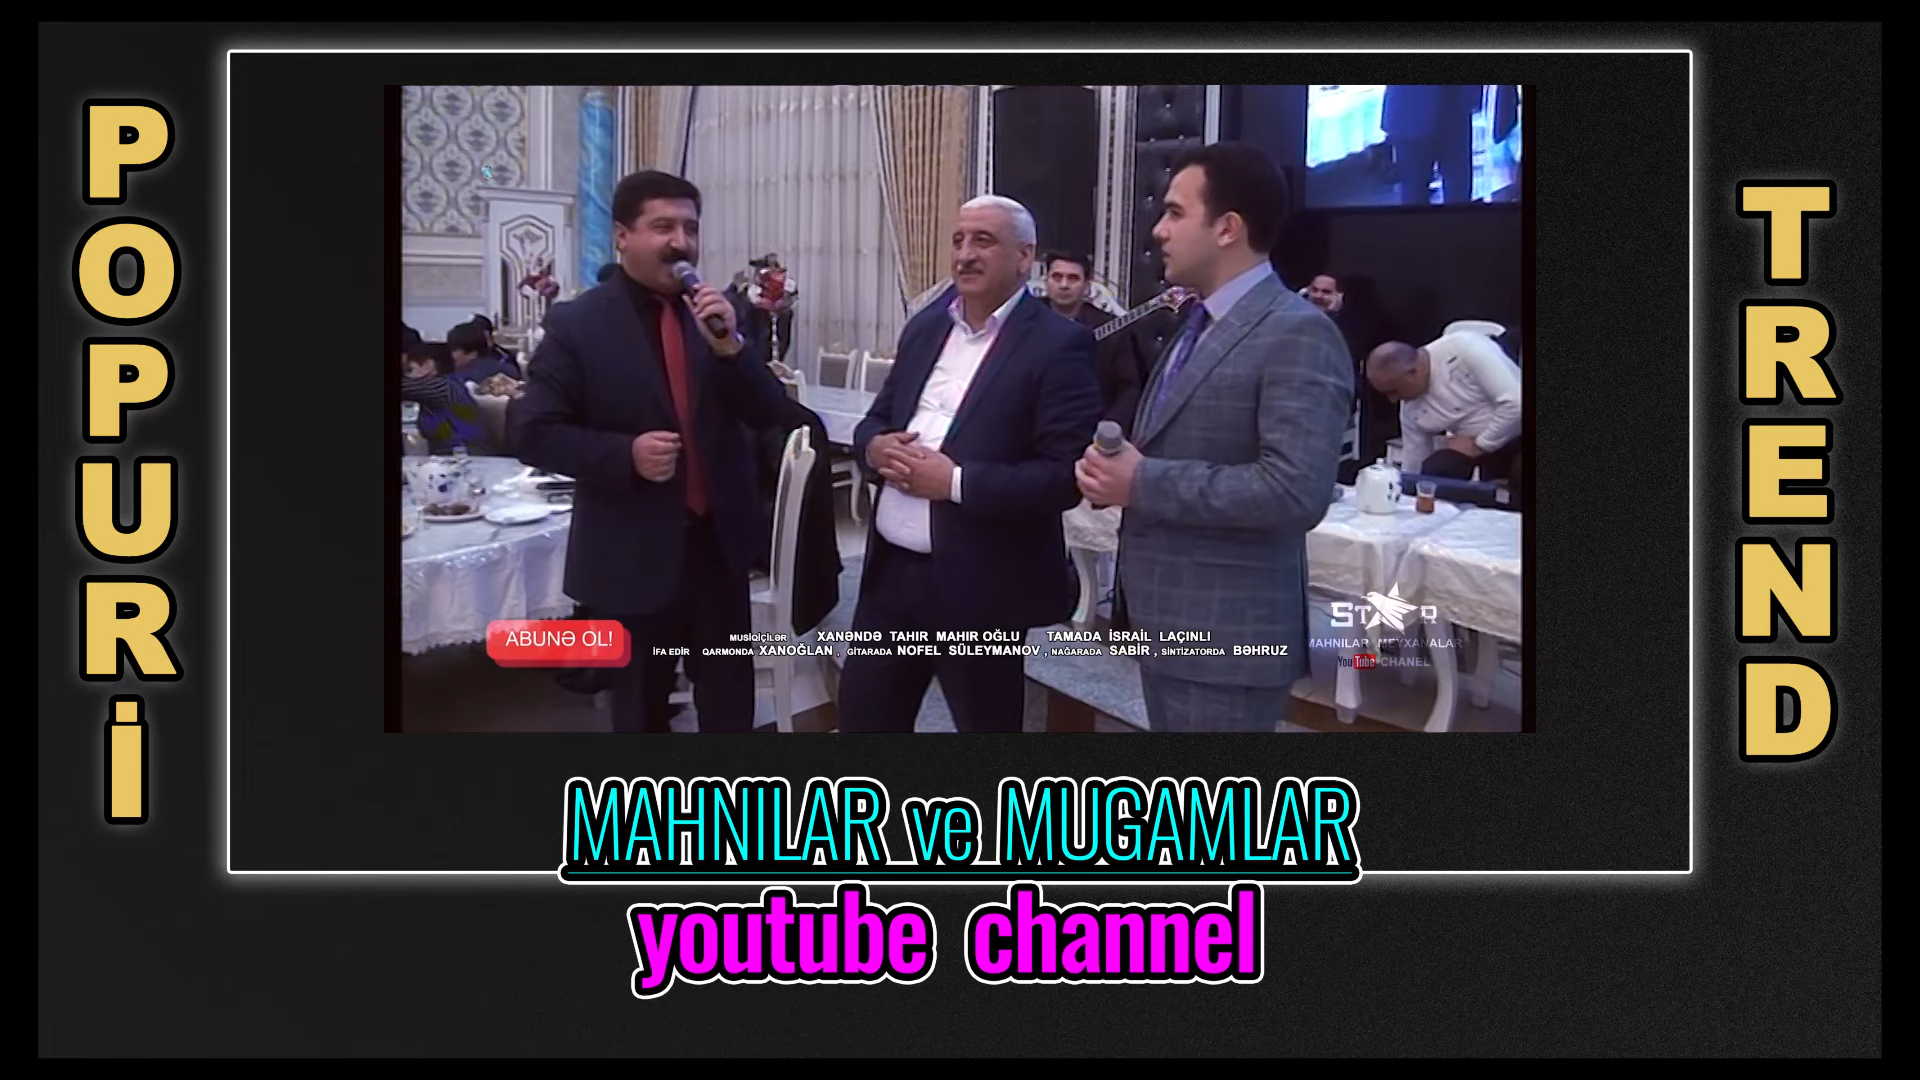 POPURİ
TREND
ABUNƏ OL!
MUSİQİÇİLƏR XANƏNDƏ TAHIR MAHIR OĞLU TAMADA İSRAİL LAÇINLI
İFA EDİR QARMONDA XANOĞLAN , GİTARADA NOFEL SÜLEYMANOV , NAĞARADA SABİR , SİNTİZATORDA BƏHRUZ
STAR
MAHNILAR MEYXANALAR
YouTube CHANEL
MAHNILAR ve MUGAMLAR
youtube channel